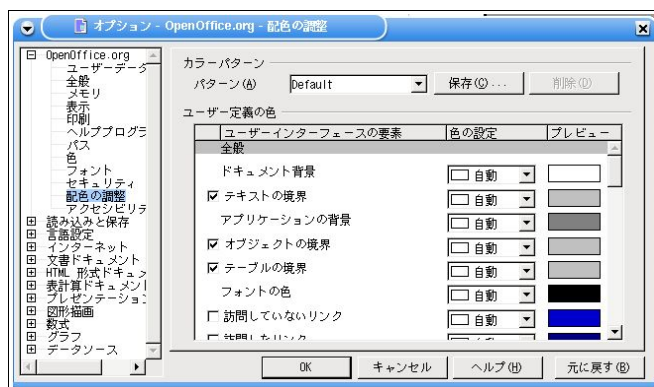 オプション - OpenOffice.org - 配色の調整
OpenOffice.org
ユーザーデータ
全般
メモリ
表示
印刷
ヘルププログラ
パス
色
フォント
セキュリティ
配色の調整
アクセシビリテ
読み込みと保存
言語設定
インターネット
文書ドキュメント
HTML 形式ドキュメ
表計算ドキュメント
プレゼンテーション
図形描画
数式
グラフ
データソース
カラーパターン
パターン(A) Default 保存(C)... 削除(D)
ユーザー定義の色
ユーザーインターフェースの要素 色の設定 プレビュー
全般
ドキュメント背景 自動
テキストの境界 自動
アプリケーションの背景 自動
オブジェクトの境界 自動
テーブルの境界 自動
フォントの色 自動
訪問していないリンク 自動
訪問したリンク 自動
OK キャンセル ヘルプ(H) 元に戻す(B)